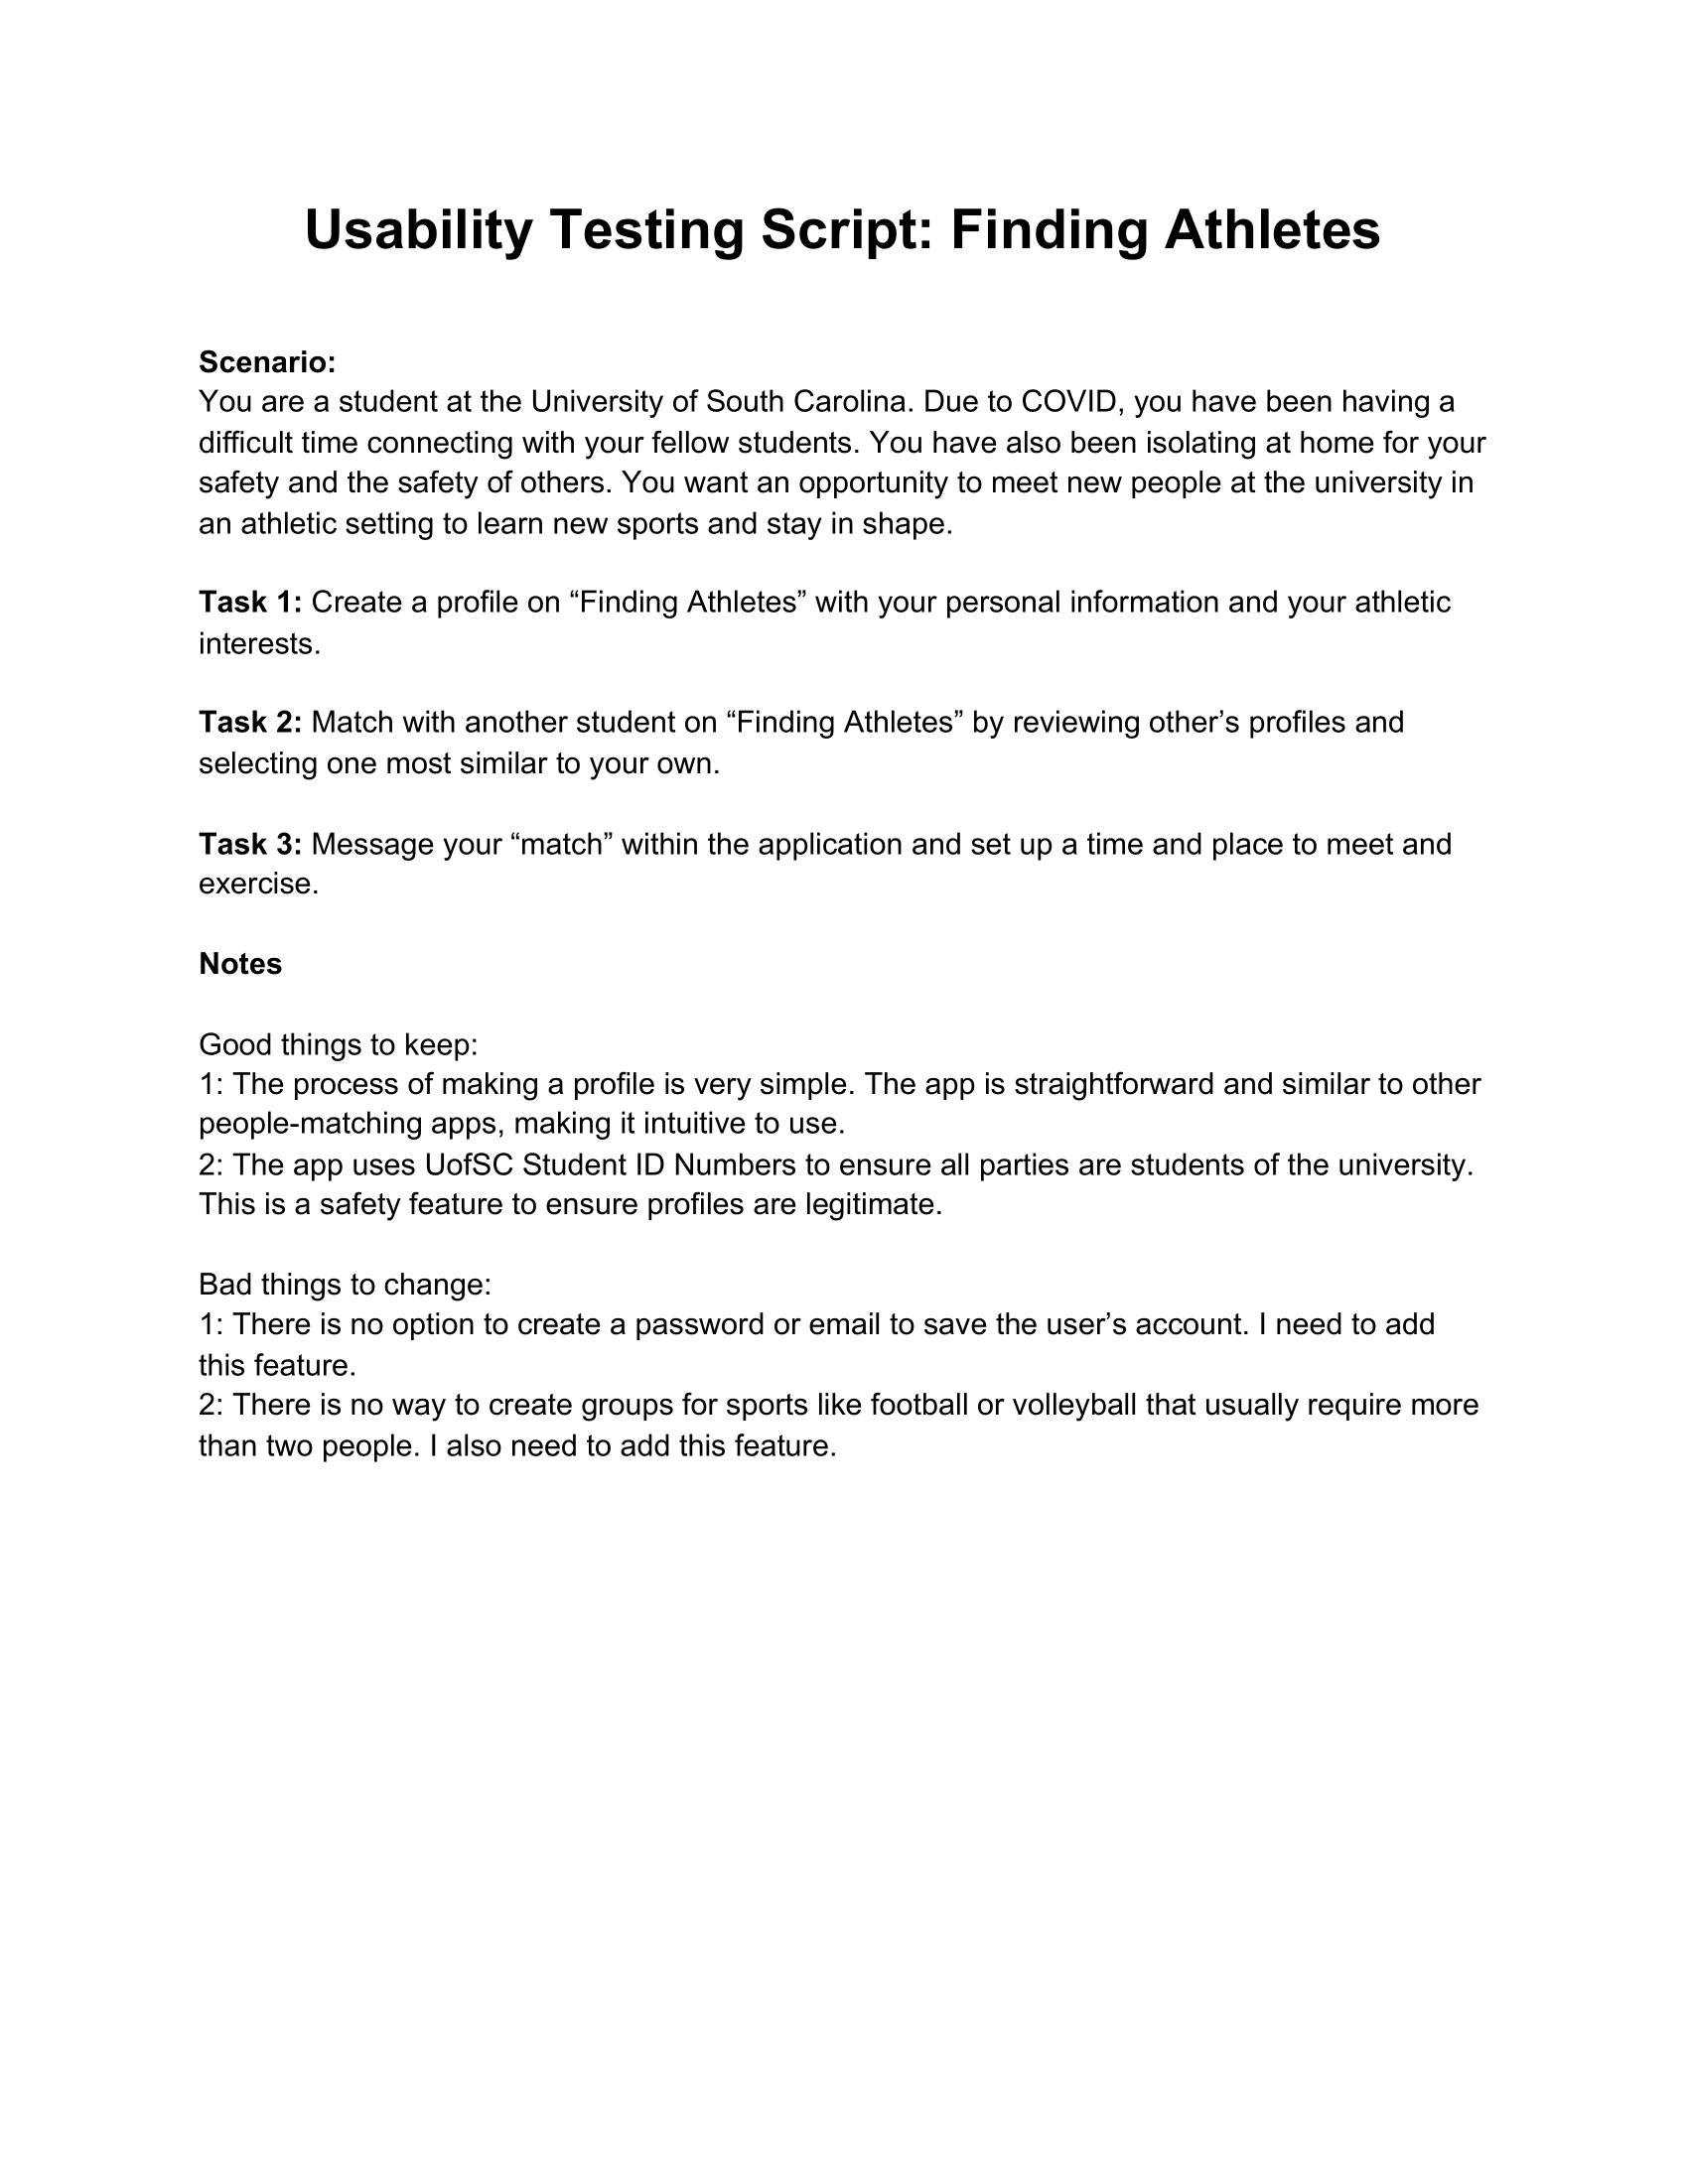 Usability Testing Script: Finding Athletes
Scenario:
You are a student at the University of South Carolina. Due to COVID, you have been having a
difficult time connecting with your fellow students. You have also been isolating at home for your
safety and the safety of others. You want an opportunity to meet new people at the university in
an athletic setting to learn new sports and stay in shape.
Task 1: Create a profile on “Finding Athletes” with your personal information and your athletic
interests.
Task 2: Match with another student on “Finding Athletes” by reviewing other’s profiles and
selecting one most similar to your own.
Task 3: Message your “match” within the application and set up a time and place to meet and
exercise.
Notes
Good things to keep:
1: The process of making a profile is very simple. The app is straightforward and similar to other
people-matching apps, making it intuitive to use.
2: The app uses UofSC Student ID Numbers to ensure all parties are students of the university.
This is a safety feature to ensure profiles are legitimate.
Bad things to change:
1: There is no option to create a password or email to save the user’s account. I need to add
this feature.
2: There is no way to create groups for sports like football or volleyball that usually require more
than two people. I also need to add this feature.